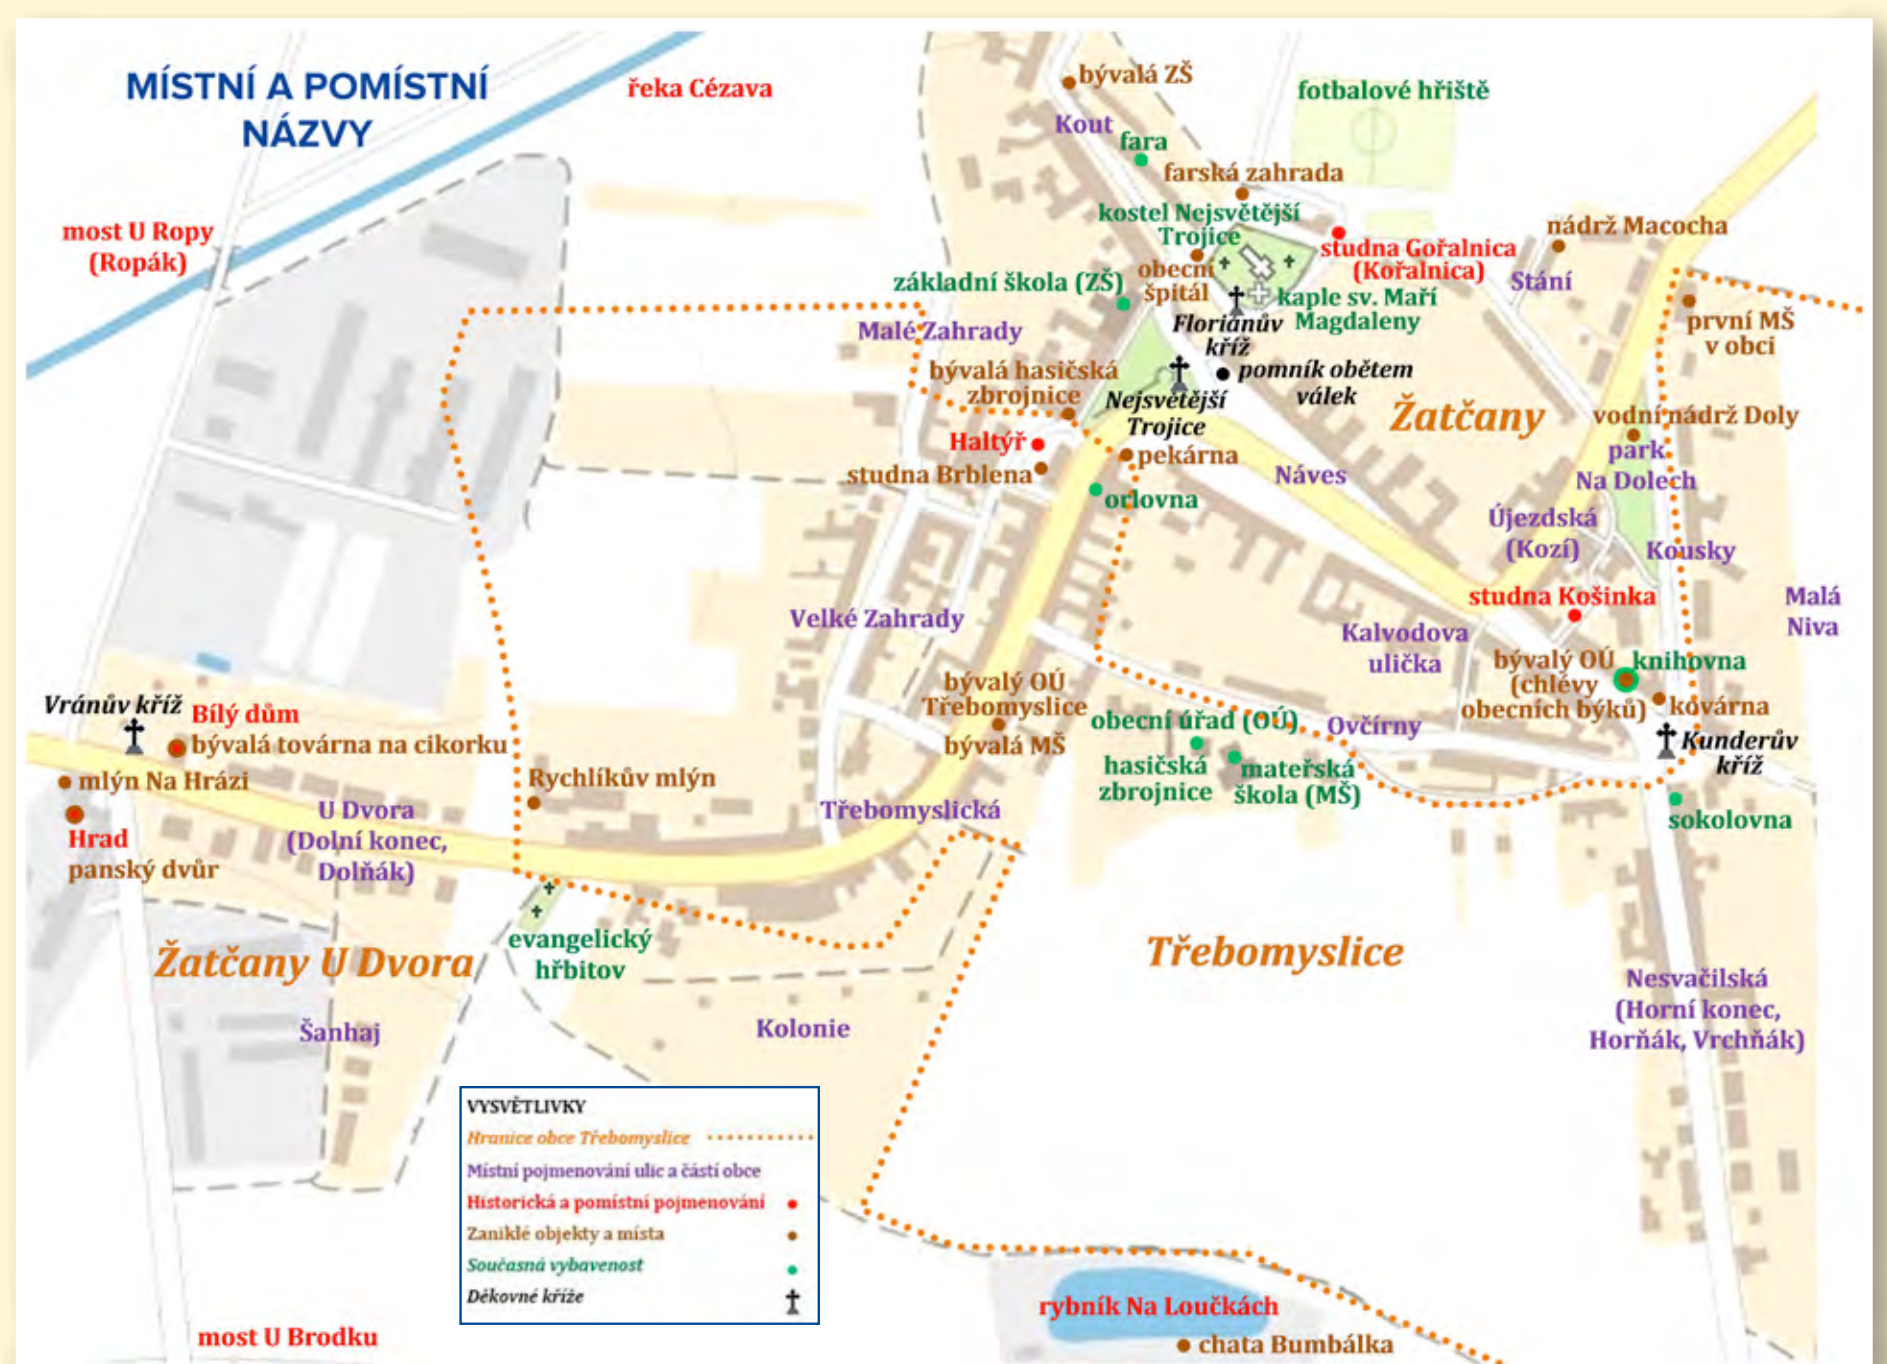 MÍSTNÍ A POMÍSTNÍ
NÁZVY
řeka Cézava
bývalá ZŠ
fotbalové hřiště
Kout
fara
farská zahrada
most U Ropy
(Ropák)
kostel Nejsvětější
Trojice
studna Gořalnica
(Kořalnica)
nádrž Macocha
obecní
špitál
základní škola (ZŠ)
Stání
kaple sv. Maří
Magdaleny
Malé Zahrady
Florianův
kříž
první MŠ
v obci
bývalá hasičská
zbrojnice
pomník obětem
válek
Nejsvětější
Trojice
Žatčany
vodní nádrž Doly
Haltýř
pekárna
park
Na Dolech
studna Brblena
Náves
orlovna
Újezdská
(Kozí)
Kousky
studna Košinka
Malá
Niva
Velké Zahrady
Kalvodova
ulička
bývalý OÚ
(chlévy
obecních býků)
knihovna
bývalý OÚ
Třebomyslice
bývalá MŠ
kovárna
Vránův kříž
Bílý dům
bývalá továrna na cikorku
obecní úřad (OÚ)
Ovčírny
Kunderův
kříž
hasičská
zbrojnice
mateřská
škola (MŠ)
mlýn Na Hrázi
Rychlíkův mlýn
U Dvora
(Dolní konec,
Dolňák)
Třebomyslická
sokolovna
Hrad
panský dvůr
Žatčany U Dvora
evangelický
hřbitov
Třebomyslice
Nesvačilská
(Horní konec,
Horňák, Vrchňák)
Šanhaj
Kolonie
VYSVĚTLIVKY
Hranice obce Třebomyslice
Místní pojmenování ulic a částí obce
Historická a pomístní pojmenování
Zaniklé objekty a místa
Současná vybavenost
Děkovné kříže
rybník Na Loučkách
most U Brodku
chata Bumbálka